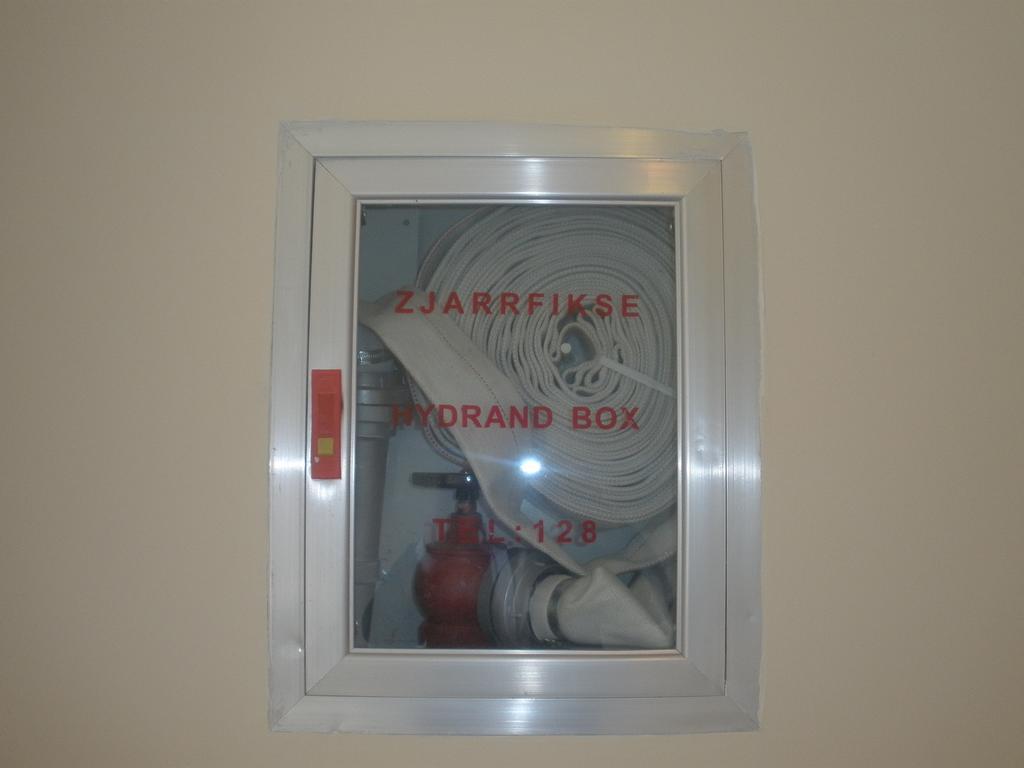 ZJARRFIKSE
HYDRAND BOX
TEL:128